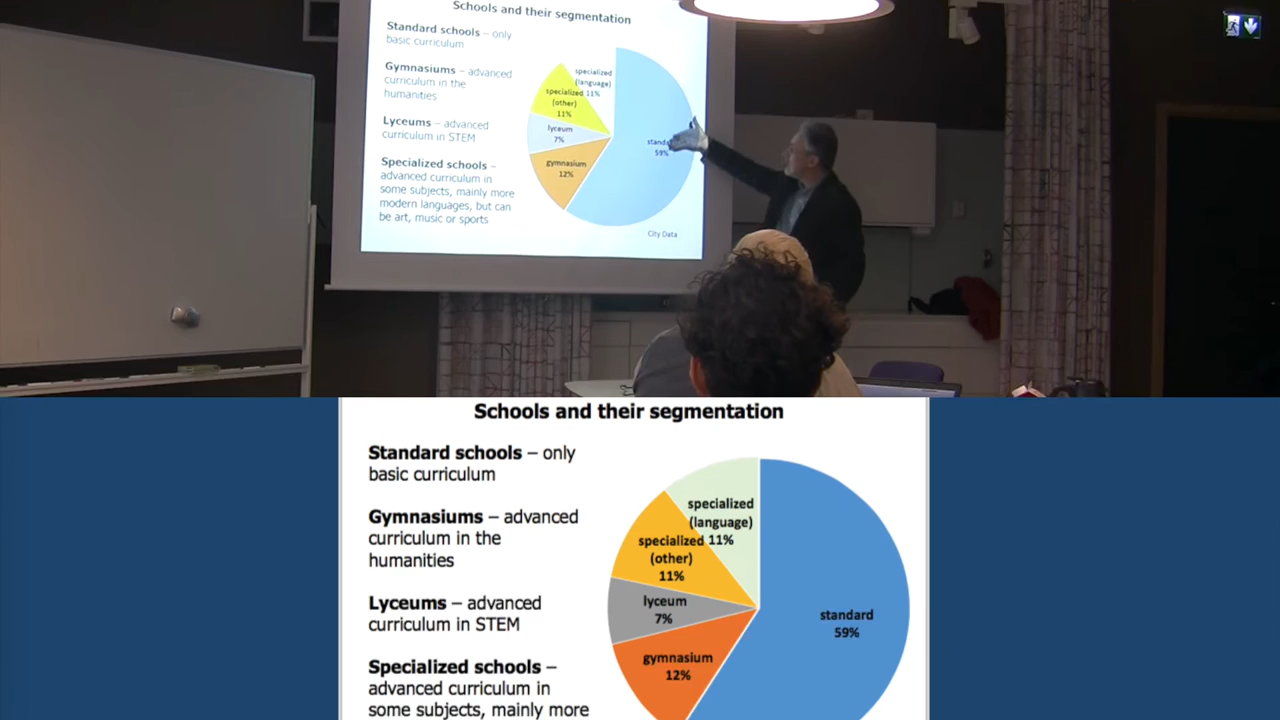 Schools and their segmentation
Standard schools – only
basic curriculum
Gymnasiums – advanced
curriculum in the
humanities
Lyceums – advanced
curriculum in STEM
Specialized schools –
advanced curriculum in
some subjects, mainly more
modern languages, but can
be art, music or sports
specialized
(language)
11%
specialized
(other)
11%
lyceum
7%
gymnasium
12%
59%
City Data
Schools and their segmentation
Standard schools – only
basic curriculum
Gymnasiums – advanced
curriculum in the
humanities
Lyceums – advanced
curriculum in STEM
Specialized schools –
advanced curriculum in
some subjects, mainly more
specialized
(language)
11%
specialized
(other)
11%
lyceum
7%
gymnasium
12%
standard
59%